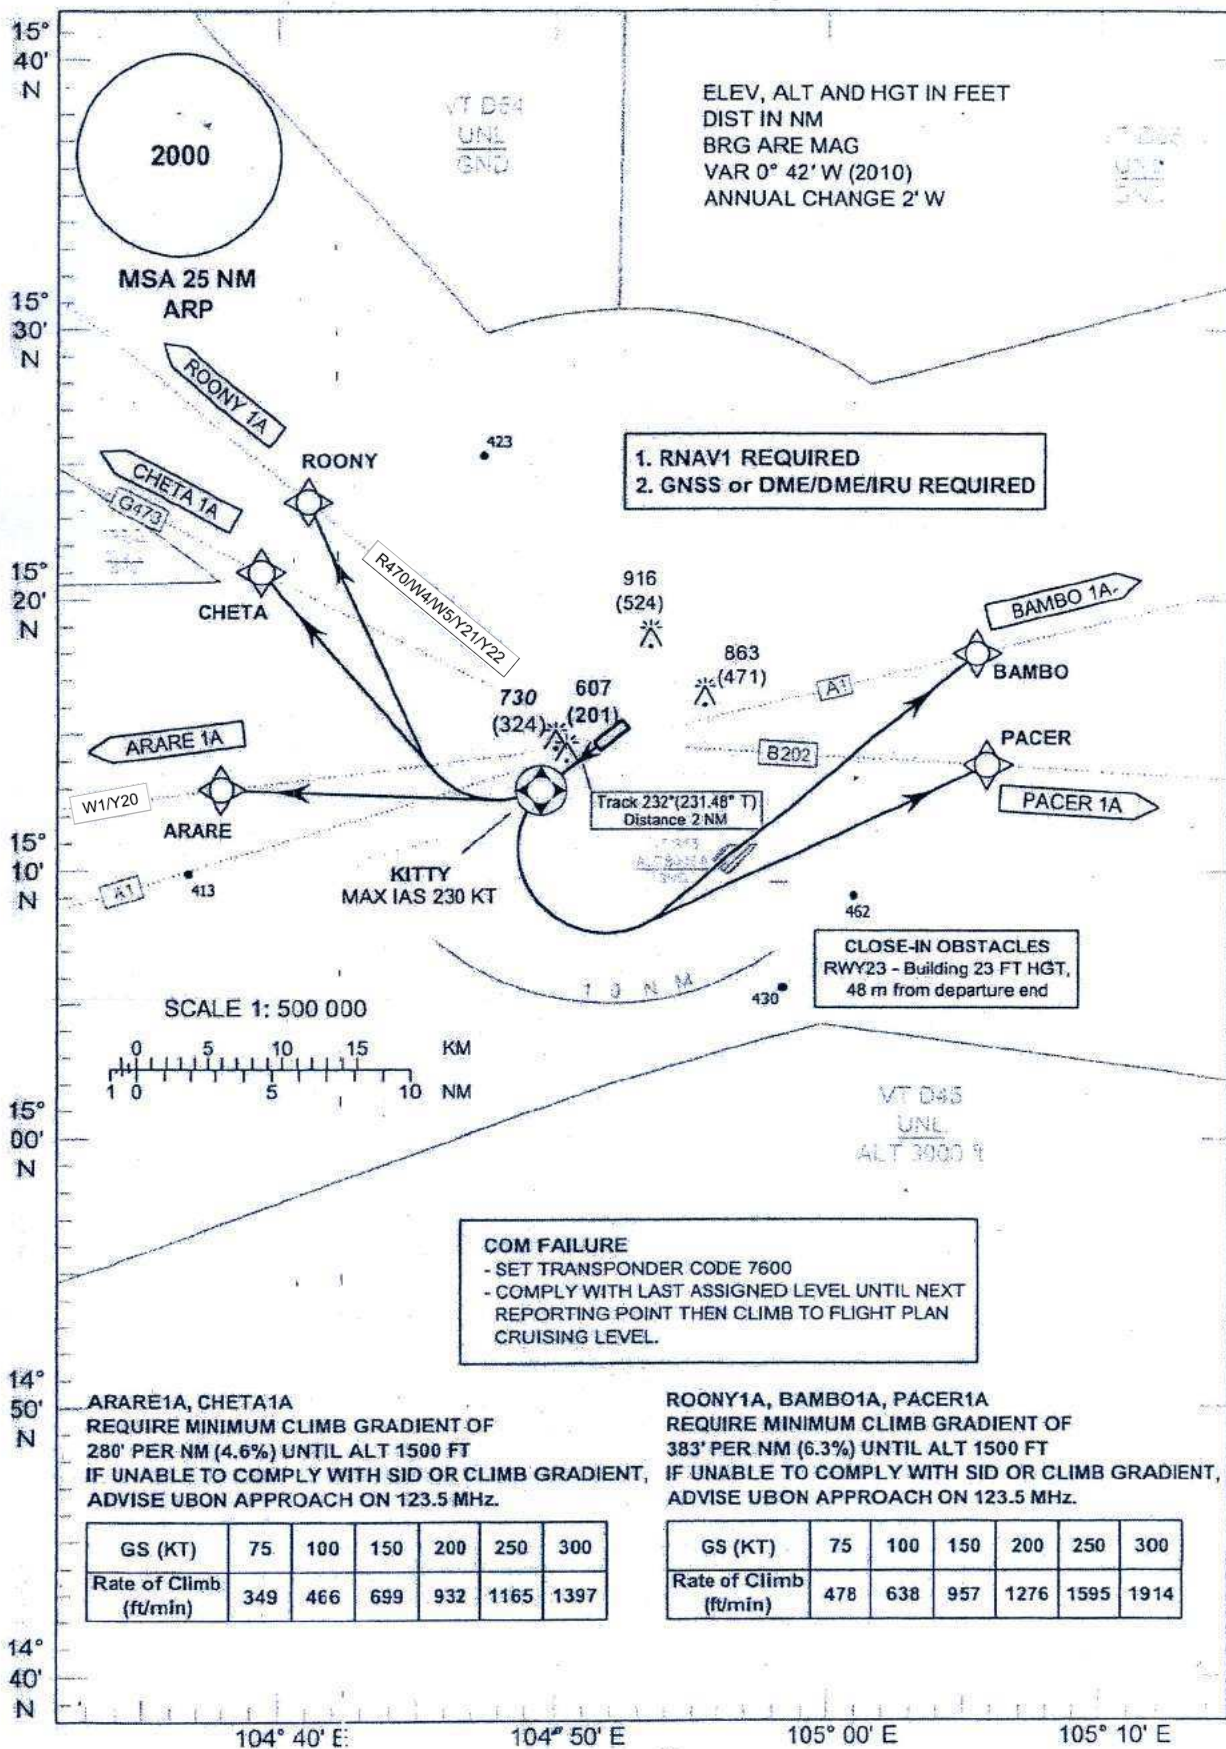 15°
40'
N
2000
MSA 25 NM
ARP
VT D64
UNL
GND
ELEV, ALT AND HGT IN FEET
DIST IN NM
BRG ARE MAG
VAR 0° 42' W (2010)
ANNUAL CHANGE 2' W
15°
30'
N
ROONY 1A
CHETA 1A
G473
ROONY
423
1. RNAV1 REQUIRED
2. GNSS or DME/DME/IRU REQUIRED
15°
20'
N
CHETA
R470/W4/W5/Y21/Y22
916
(524)
863
(471)
730
(324)
607
(201)
BAMBO 1A
BAMBO
A1
ARARE 1A
W1/Y20
ARARE
Track 232°(231.48° T)
Distance 2 NM
B202
PACER
PACER 1A
15°
10'
N
A1
413
KITTY
MAX IAS 230 KT
462
CLOSE-IN OBSTACLES
RWY23 - Building 23 FT HGT,
48 m from departure end
10 NM
430
SCALE 1: 500 000
0 5 10 15 KM
1 0 5 10 NM
15°
00'
N
VT D45
UNL
ALT 3000 ft
COM FAILURE
- SET TRANSPONDER CODE 7600
- COMPLY WITH LAST ASSIGNED LEVEL UNTIL NEXT
REPORTING POINT THEN CLIMB TO FLIGHT PLAN
CRUISING LEVEL.
14°
50'
N
ARARE1A, CHETA1A
REQUIRE MINIMUM CLIMB GRADIENT OF
280' PER NM (4.6%) UNTIL ALT 1500 FT
IF UNABLE TO COMPLY WITH SID OR CLIMB GRADIENT,
ADVISE UBON APPROACH ON 123.5 MHz.
GS (KT) 75 100 150 200 250 300
Rate of Climb
(ft/min) 349 466 699 932 1165 1397
ROONY1A, BAMBO1A, PACER1A
REQUIRE MINIMUM CLIMB GRADIENT OF
383' PER NM (6.3%) UNTIL ALT 1500 FT
IF UNABLE TO COMPLY WITH SID OR CLIMB GRADIENT,
ADVISE UBON APPROACH ON 123.5 MHz.
GS (KT) 75 100 150 200 250 300
Rate of Climb
(ft/min) 478 638 957 1276 1595 1914
14°
40'
N
104° 40' E
104° 50' E
105° 00' E
105° 10' E